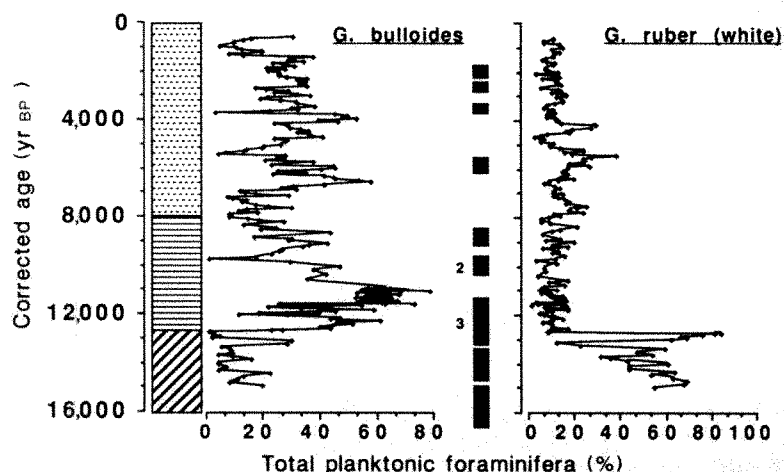 G. bulloides
G. ruber (white)
Corrected age (yr BP)
0
4,000
8,000
12,000
16,000
2
3
0 20 40 60 80
0 20 40 60 80 100
Total planktonic foraminifera (%)